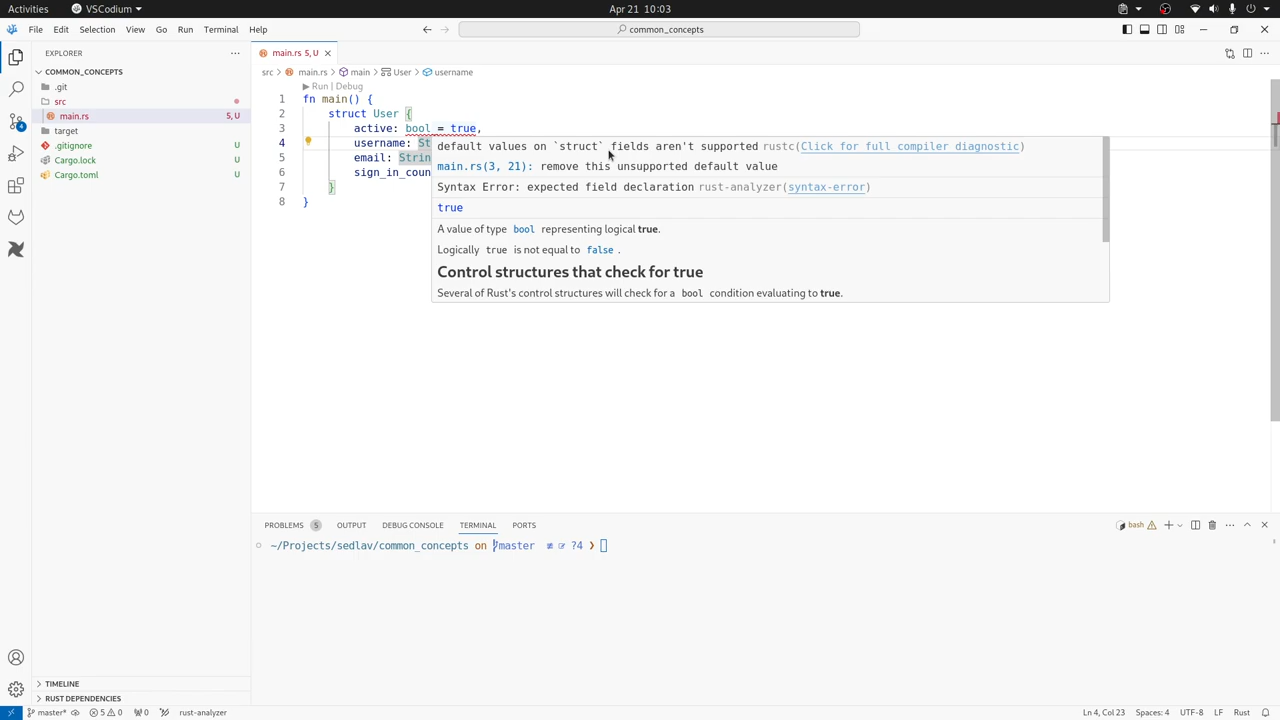 Activities
VSCodium
Apr 21 10:03
File Edit Selection View Go Run Terminal Help
common_concepts
EXPLORER
COMMON_CONCEPTS
.git
src
main.rs 5, U
target
.gitignore U
Cargo.lock U
Cargo.toml U
TIMELINE
RUST DEPENDENCIES
main.rs 5, U
src > main.rs > main > User > username
Run | Debug
1 fn main() {
2 struct User {
3 active: bool = true,
4 username: St
5 email: Strin
6 sign_in_coun
7 }
8 }
default values on `struct` fields aren't supported rustc(Click for full compiler diagnostic)
main.rs(3, 21): remove this unsupported default value
Syntax Error: expected field declaration rust-analyzer(syntax-error)
true
A value of type bool representing logical true.
Logically true is not equal to false .
Control structures that check for true
Several of Rust's control structures will check for a bool condition evaluating to true.
PROBLEMS 5 OUTPUT DEBUG CONSOLE TERMINAL PORTS
bash
~/Projects/sedlav/common_concepts on master ≢ ?4 ❯
4
master* 5 0 0 rust-analyzer
Ln 4, Col 23 Spaces: 4 UTF-8 LF Rust